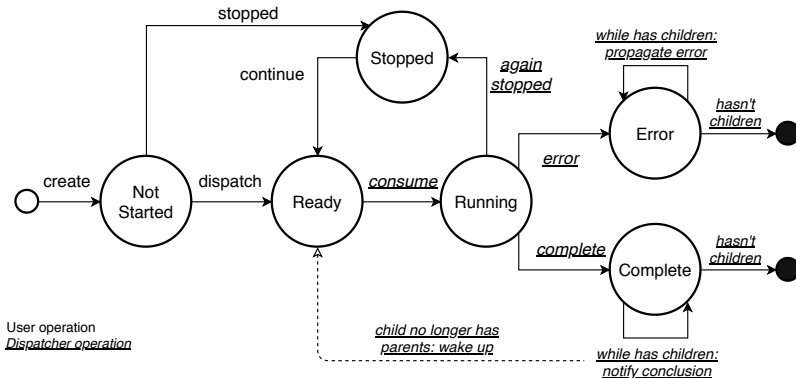 stopped
Stopped
continue
again
stopped
while has children:
propagate error
Error
hasn't
children
error
create
Not
Started
dispatch
Ready
consume
Running
complete
Complete
hasn't
children
User operation
Dispatcher operation
child no longer has
parents: wake up
while has children:
notify conclusion